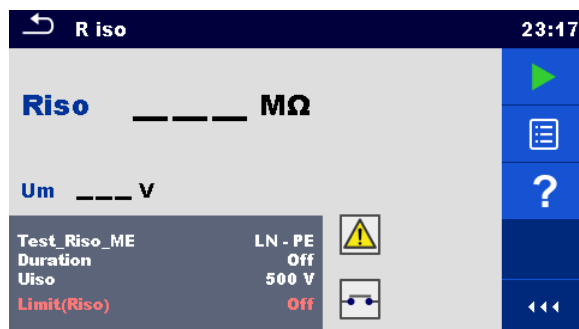 R iso 23:17
Riso ___ MΩ
Um ___ V
Test_Riso_ME LN - PE
Duration Off
Uiso 500 V
Limit(Riso) Off
?